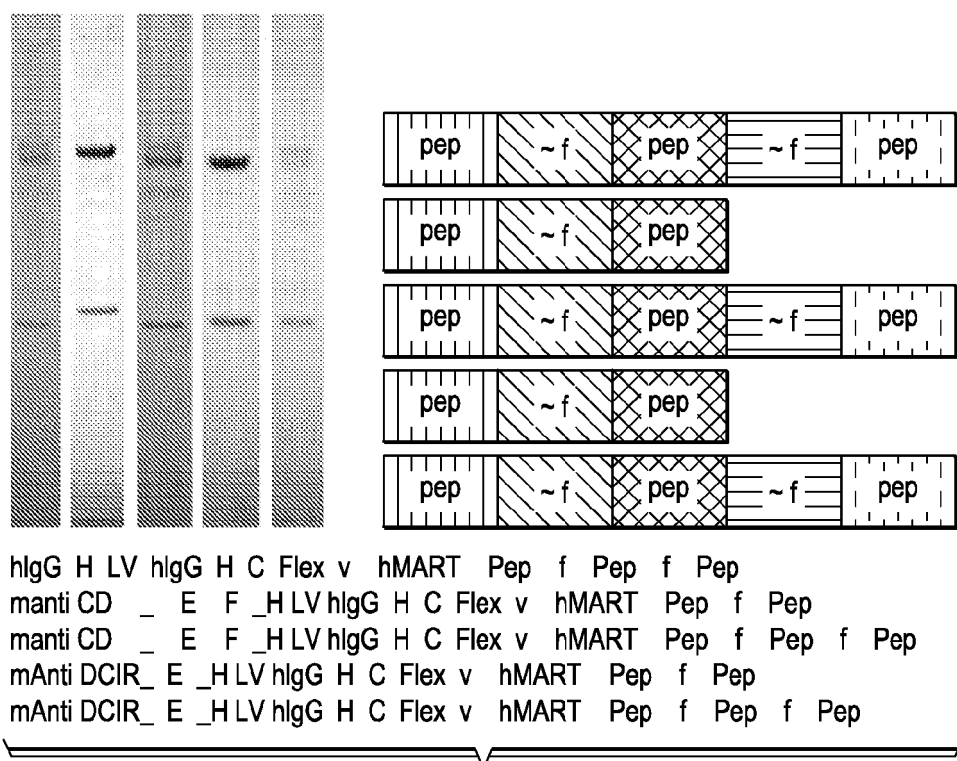 pep ~ f pep ~ f pep
pep ~ f pep
pep ~ f pep ~ f pep
pep ~ f pep
pep ~ f pep ~ f pep
hIgG H LV hIgG H C Flex v hMART Pep f Pep f Pep
manti CD _ E F _H LV hIgG H C Flex v hMART Pep f Pep
manti CD _ E F _H LV hIgG H C Flex v hMART Pep f Pep f Pep
mAnti DCIR_ E _H LV hIgG H C Flex v hMART Pep f Pep
mAnti DCIR_ E _H LV hIgG H C Flex v hMART Pep f Pep f Pep